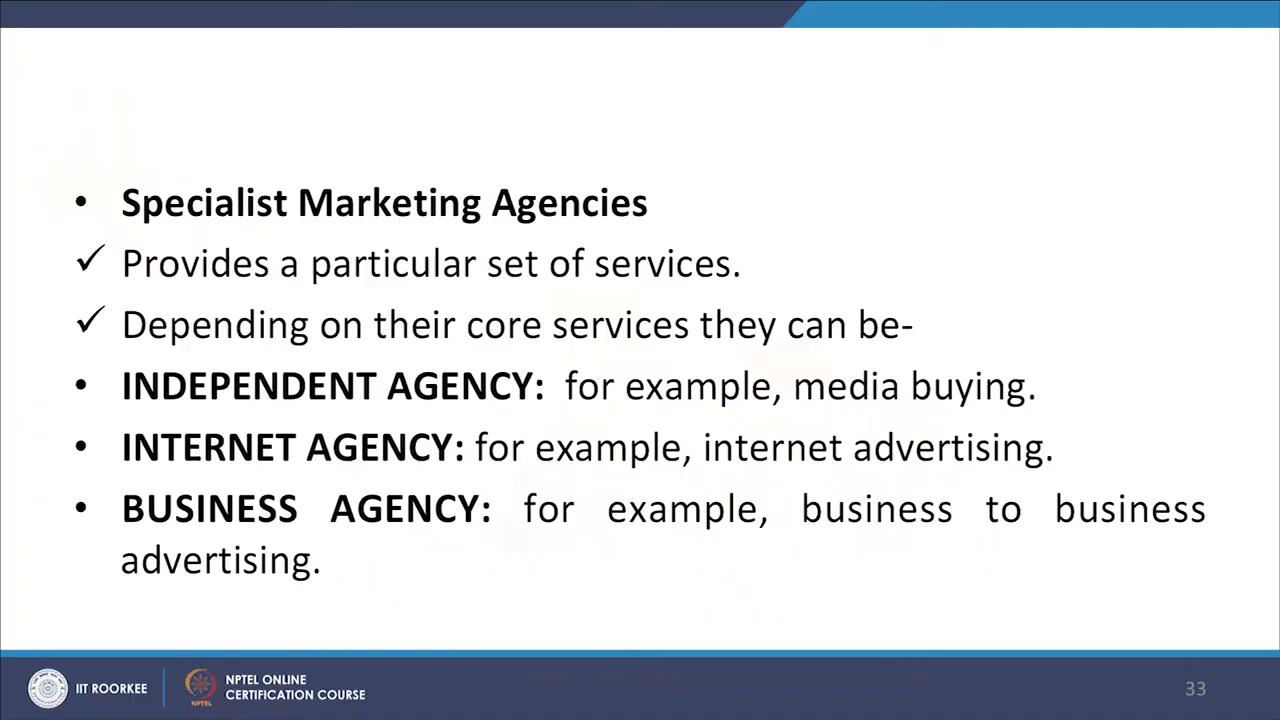 • Specialist Marketing Agencies
✓ Provides a particular set of services.
✓ Depending on their core services they can be-
• INDEPENDENT AGENCY: for example, media buying.
• INTERNET AGENCY: for example, internet advertising.
• BUSINESS AGENCY: for example, business to business
advertising.
IIT ROORKEE
NPTEL
NPTEL ONLINE
CERTIFICATION COURSE
33